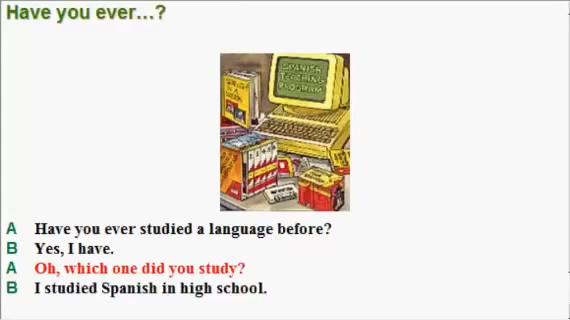 Have you ever...?
SPANISH
TEACHING
PROGRAM
A Have you ever studied a language before?
B Yes, I have.
A Oh, which one did you study?
B I studied Spanish in high school.